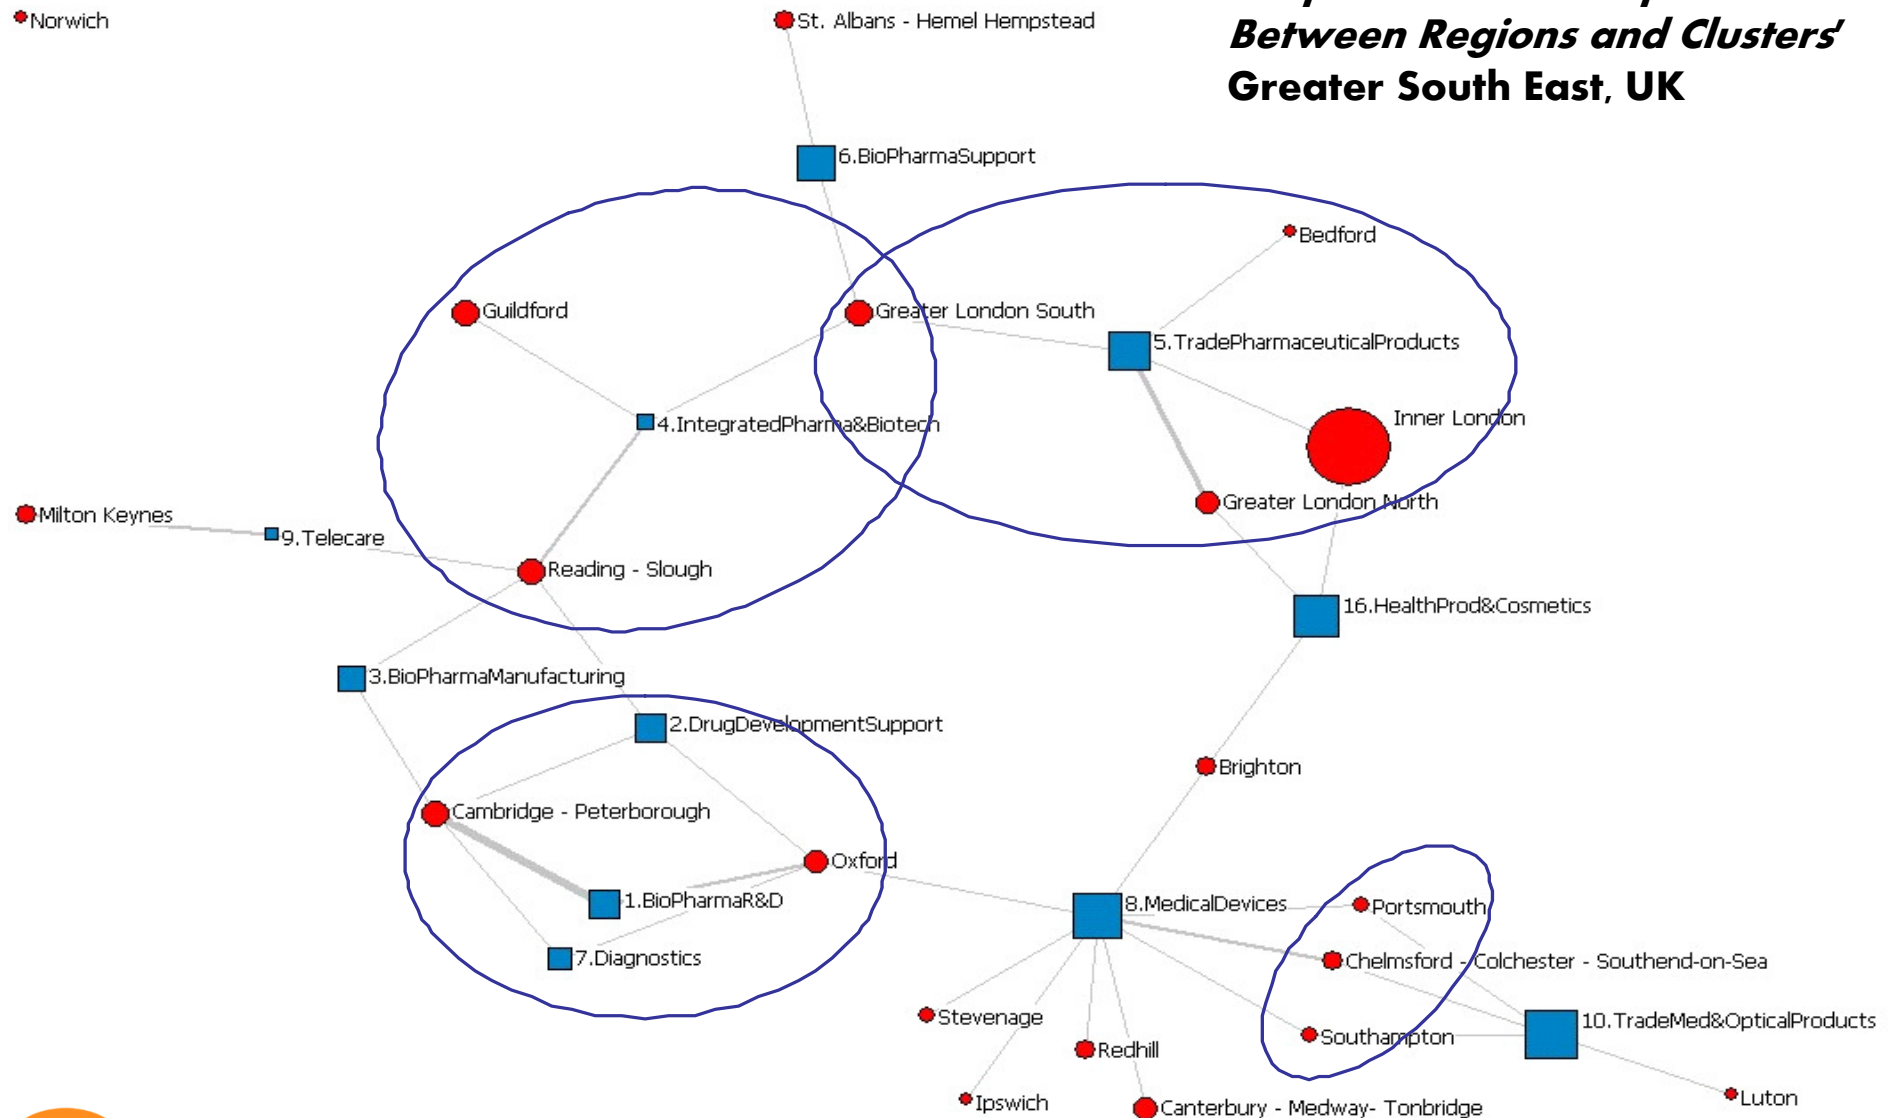 Between Regions and Clusters'
Greater South East, UK
Norwich
St. Albans - Hemel Hempstead
6.BioPharmaSupport
Bedford
Guildford
Greater London South
5.TradePharmaceuticalProducts
Inner London
4.IntegratedPharma&Biotech
Greater London North
Milton Keynes
9.Telecare
Reading - Slough
16.HealthProd&Cosmetics
3.BioPharmaManufacturing
2.DrugDevelopmentSupport
Brighton
Cambridge - Peterborough
Oxford
1.BioPharmaR&D
8.MedicalDevices
Portsmouth
7.Diagnostics
Chelmsford - Colchester - Southend-on-Sea
Stevenage
10.TradeMed&OpticalProducts
Southampton
Redhill
Luton
Ipswich
Canterbury - Medway- Tonbridge